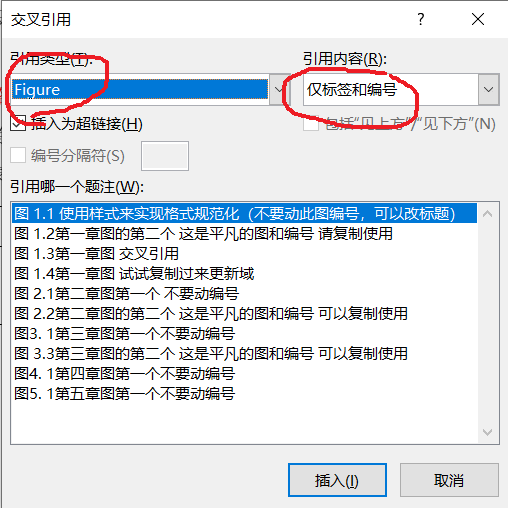 交叉引用
引用类型(T):
引用内容(R):
Figure
仅标签和编号
插入为超链接(H)
包括“见上方”/“见下方”(N)
编号分隔符(S)
引用哪一个题注(W):
图 1.1 使用样式来实现格式规范化（不要动此图编号，可以改标题）
图 1.2第一章图的第二个 这是平凡的图和编号 请复制使用
图 1.3第一章图 交叉引用
图 1.4第一章图 试试复制过来更新域
图 2.1第二章图第一个 不要动编号
图 2.2第二章图的第二个 这是平凡的图和编号 可以复制使用
图3. 1第三章图第一个不要动编号
图 3.3第三章图的第二个 这是平凡的图和编号 可以复制使用
图4. 1第四章图第一个不要动编号
图5. 1第五章图第一个不要动编号
插入(I)
取消